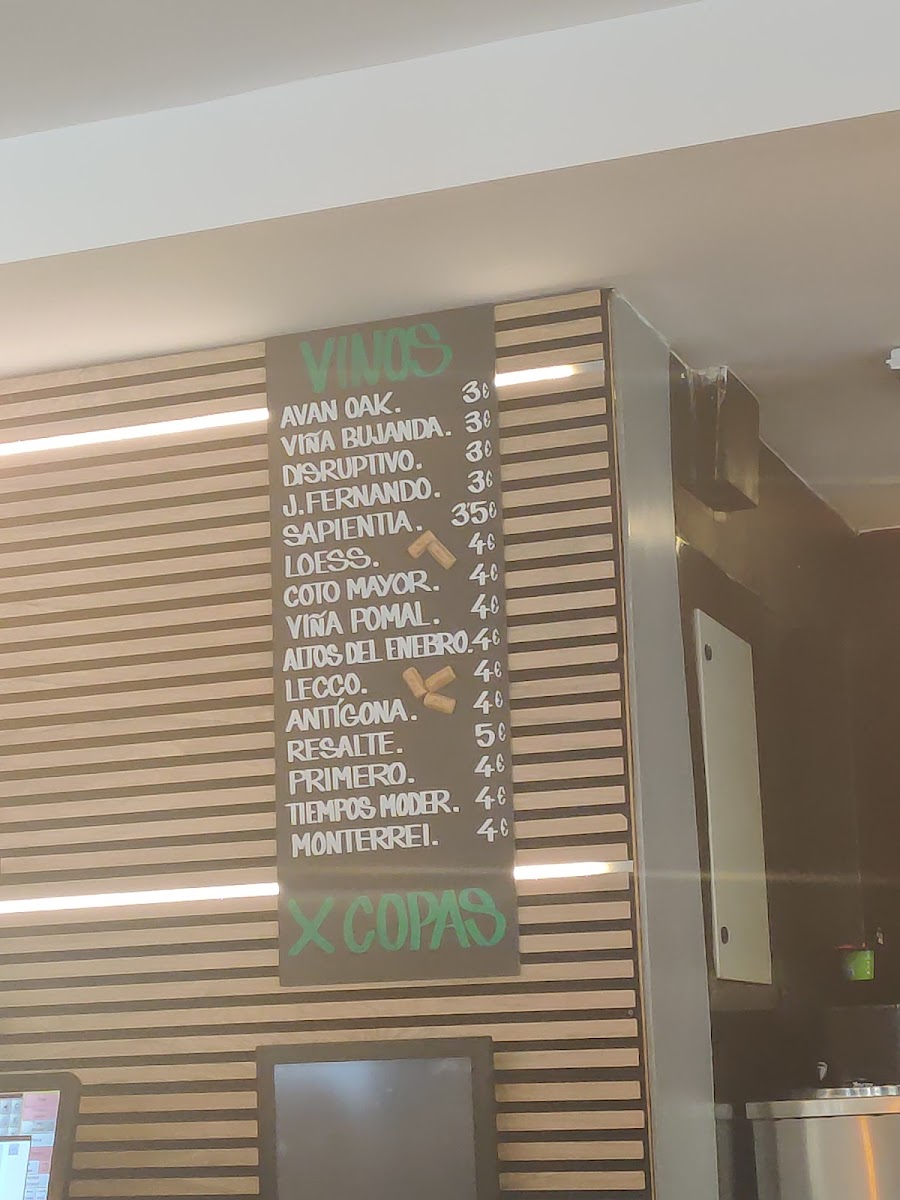 VINOS
AVAN OAK. 3€
VIÑA BUJANDA. 3€
DISRUPTIVO. 3€
J.FERNANDO. 3€
SAPIENTIA. 35€
LOESS. 4€
COTO MAYOR. 4€
VIÑA POMAL. 4€
ALTOS DEL ENEBRO. 4€
LECCO. 4€
ANTÍGONA. 4€
RESALTE. 5€
PRIMERO. 4€
TIEMPOS MODER. 4€
MONTERREI. 4€
X COPAS